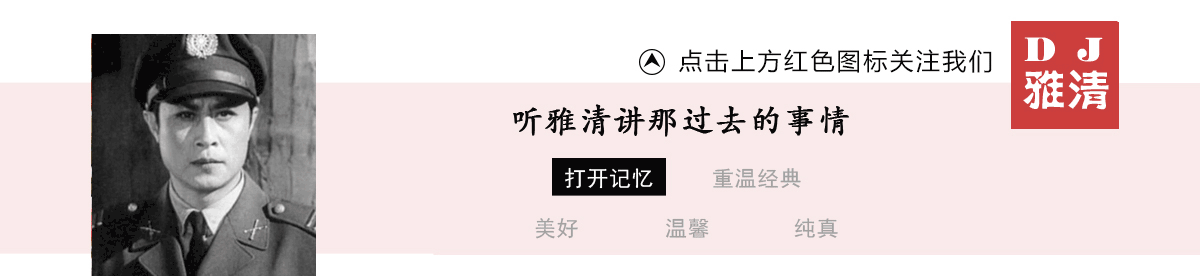 点击上方红色图标关注我们
DJ
雅清
听雅清讲那过去的事情
打开记忆 重温经典
美好 温馨 纯真